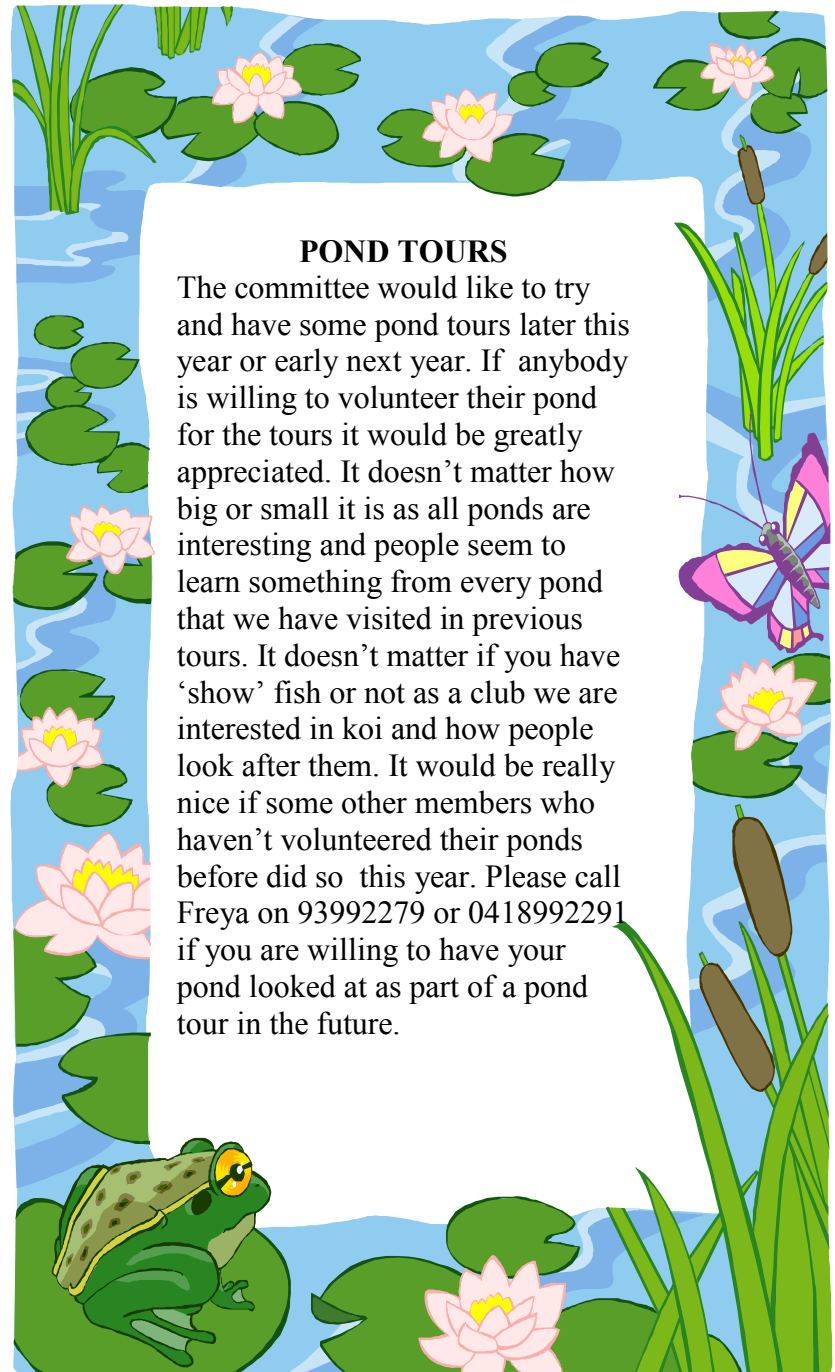 POND TOURS
The committee would like to try
and have some pond tours later this
year or early next year. If  anybody
is willing to volunteer their pond
for the tours it would be greatly
appreciated. It doesn’t matter how
big or small it is as all ponds are
interesting and people seem to
learn something from every pond
that we have visited in previous
tours. It doesn’t matter if you have
‘show’ fish or not as a club we are
interested in koi and how people
look after them. It would be really
nice if some other members who
haven’t volunteered their ponds
before did so  this year. Please call
Freya on 93992279 or 0418992291
if you are willing to have your
pond looked at as part of a pond
tour in the future.